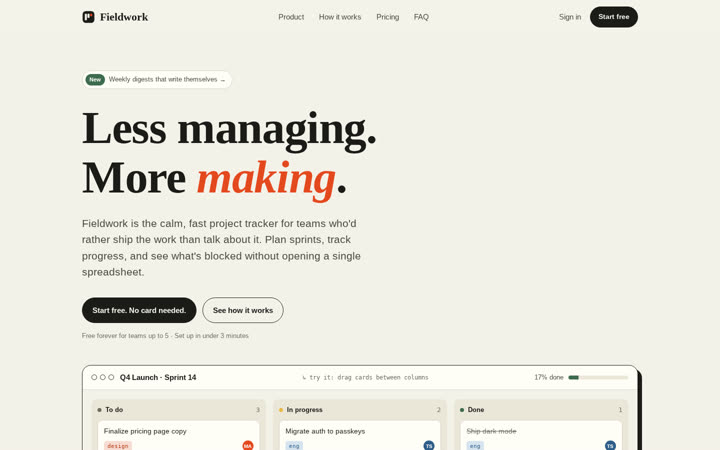 Fieldwork
Product How it works Pricing FAQ
Sign in Start free
New Weekly digests that write themselves →
Less managing.
More making.
Fieldwork is the calm, fast project tracker for teams who'd
rather ship the work than talk about it. Plan sprints, track
progress, and see what's blocked without opening a single
spreadsheet.
Start free. No card needed. See how it works
Free forever for teams up to 5 · Set up in under 3 minutes
Q4 Launch · Sprint 14
↳ try it: drag cards between columns
17% done
To do 3
Finalize pricing page copy
design MA
In progress 2
Migrate auth to passkeys
eng TS
Done 1
Ship dark mode
eng TS